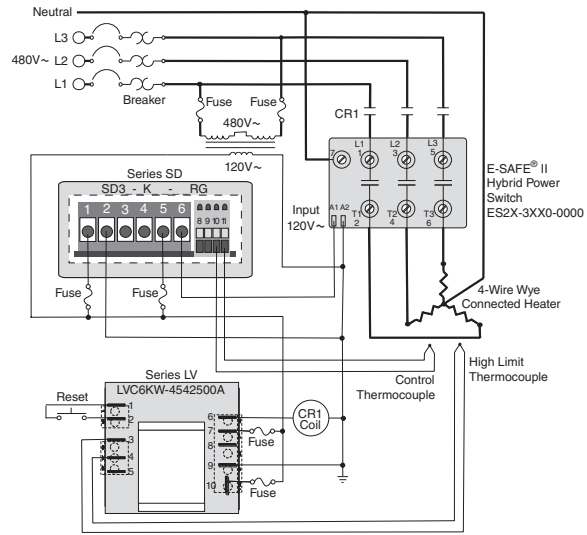 Neutral
L3
480V~ L2
L1
Breaker
Fuse
Fuse
480V~
120V~
CR1
7
L1
1
L2
3
L3
5
E-SAFE® II
Hybrid Power
Switch
ES2X-3XX0-0000
Input
120V~
A1 A2
T1
2
T2
4
T3
6
Series SD
SD3 - K _ - RG
1 2 3 4 5 6
8 9 10 11
Fuse
Fuse
4-Wire Wye
Connected Heater
High Limit
Thermocouple
Control
Thermocouple
Series LV
LVC6KW-4542500A
Reset
1
2
3
4
5
6
7
8
9
10
CR1
Coil
Fuse
Fuse